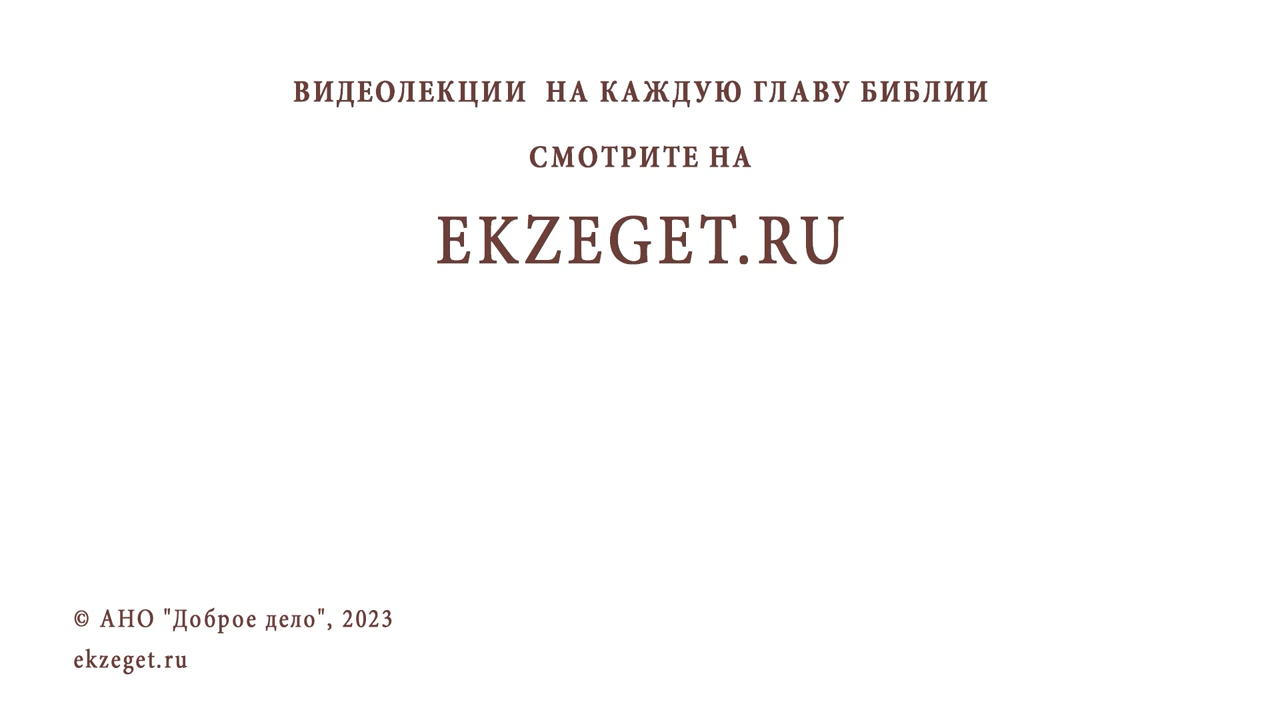 ВИДЕОЛЕКЦИИ НА КАЖДУЮ ГЛАВУ БИБЛИИ
СМОТРИТЕ НА
EKZEGET.RU
© АНО "Доброе дело", 2023
ekzeget.ru